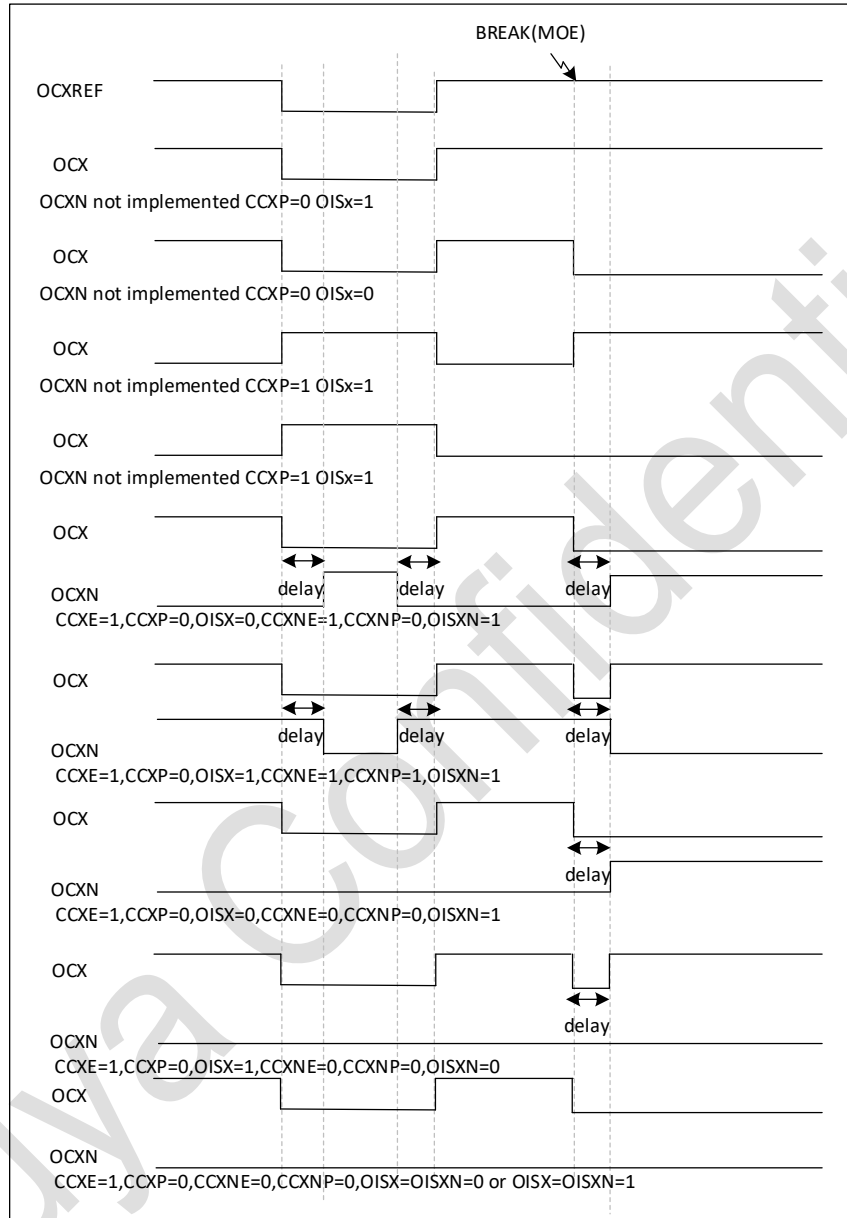 BREAK(MOE)
OCXREF
OCX
OCXN not implemented CCXP=0 OISx=1
OCX
OCXN not implemented CCXP=0 OISx=0
OCX
OCXN not implemented CCXP=1 OISx=1
OCX
OCXN not implemented CCXP=1 OISx=1
OCX
delay delay delay
OCXN
CCXE=1,CCXP=0,OISX=0,CCXNE=1,CCXNP=0,OISXN=1
OCX
delay delay delay
OCXN
CCXE=1,CCXP=0,OISX=1,CCXNE=1,CCXNP=1,OISXN=1
OCX
delay
OCXN
CCXE=1,CCXP=0,OISX=0,CCXNE=0,CCXNP=0,OISXN=1
OCX
delay
OCXN
CCXE=1,CCXP=0,OISX=1,CCXNE=0,CCXNP=0,OISXN=0
OCX
OCXN
CCXE=1,CCXP=0,CCXNE=0,CCXNP=0,OISX=OISXN=0 or OISX=OISXN=1